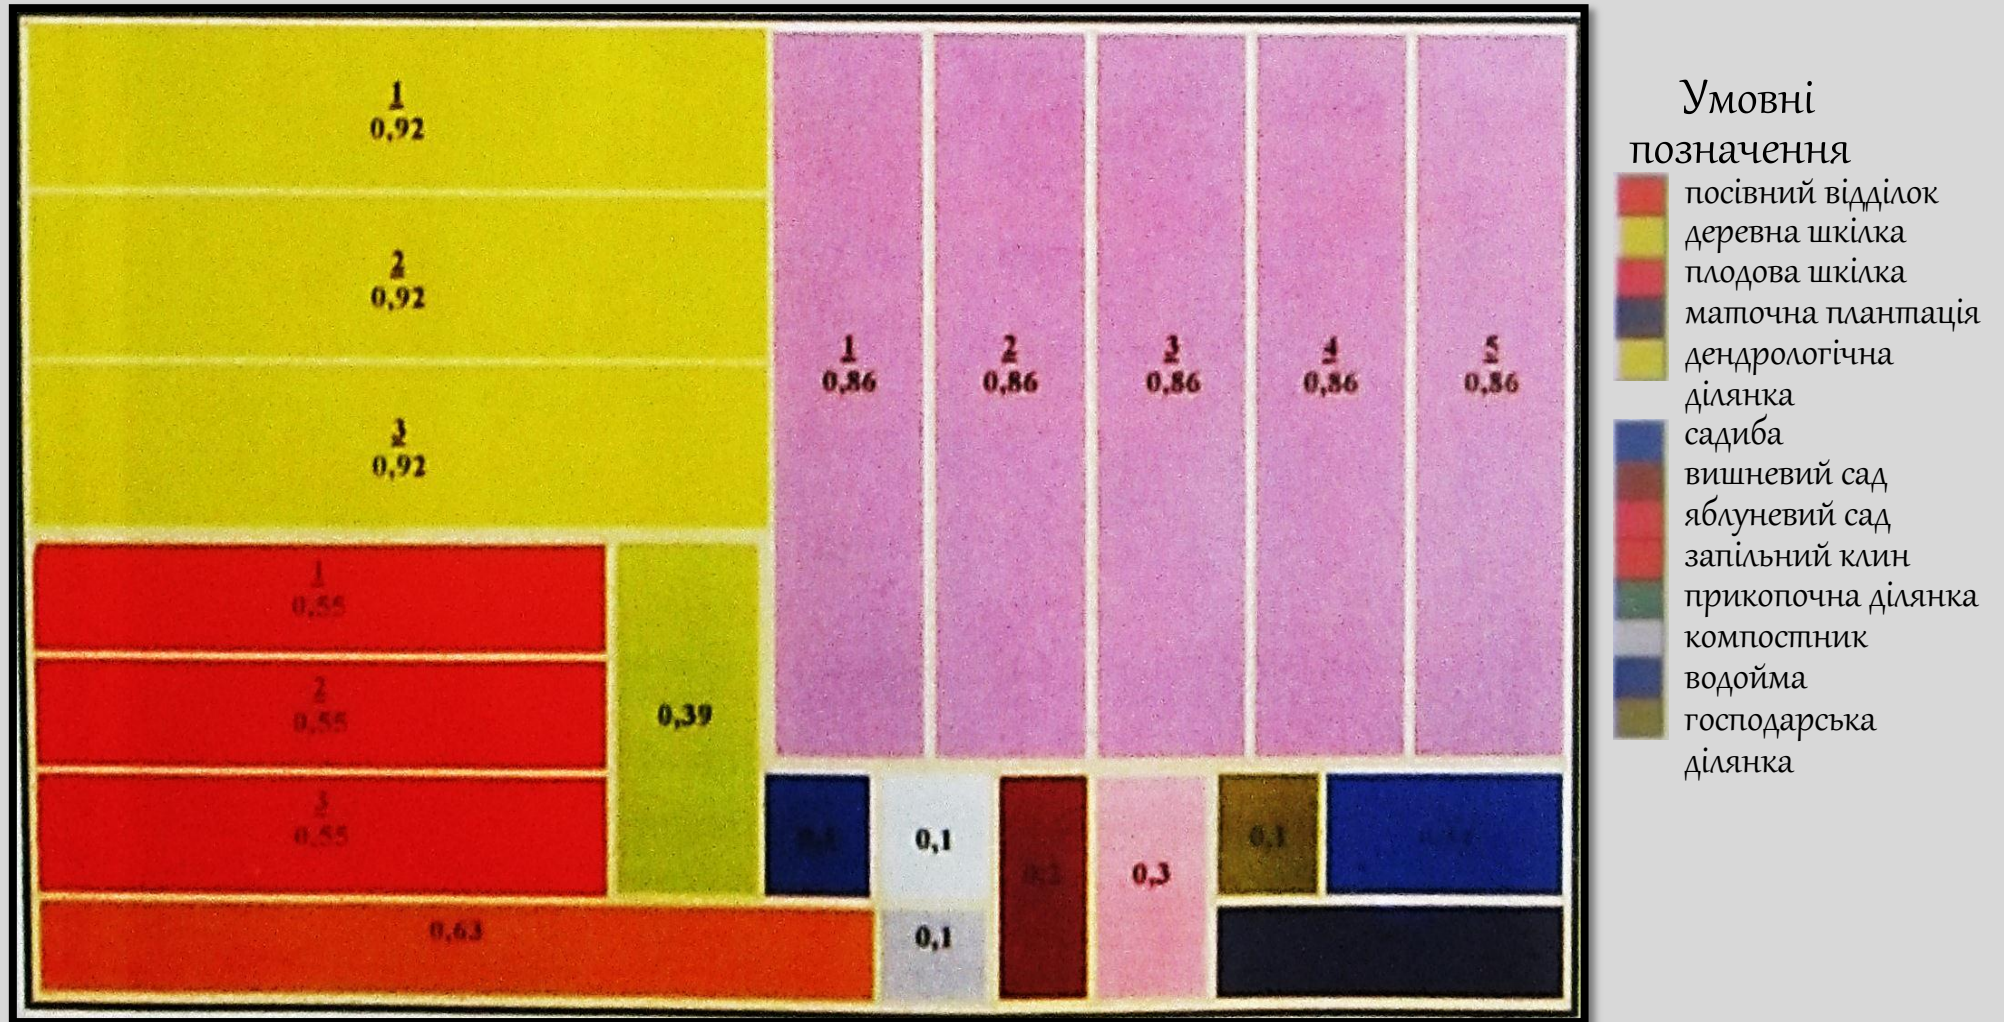 1
0,92
2
0,92
3
0,92
1
0,86
2
0,86
3
0,86
4
0,86
5
0,86
1
0,55
2
0,55
3
0,55
0,39
0,63
0,1
0,1
0,3
0,1
Умовні
позначення
посівний відділок
деревна шкілка
плодова шкілка
маточна плантація
дендрологічна
ділянка
садиба
вишневий сад
яблуневий сад
запільний клин
прикопочна ділянка
компостник
водойма
господарська
ділянка